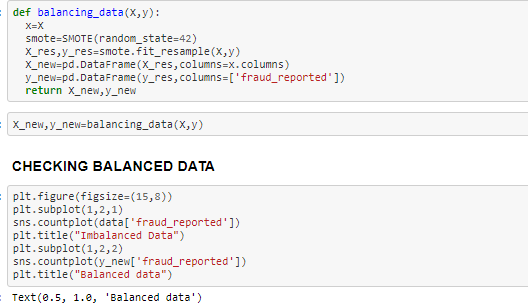 def balancing_data(X,y):
x=X
smote=SMOTE(random_state=42)
X_res,y_res=smote.fit_resample(X,y)
X_new=pd.DataFrame(X_res,columns=x.columns)
y_new=pd.DataFrame(y_res,columns=['fraud_reported'])
return X_new,y_new
X_new,y_new=balancing_data(X,y)
CHECKING BALANCED DATA
plt.figure(figsize=(15,8))
plt.subplot(1,2,1)
sns.countplot(data['fraud_reported'])
plt.title("Imbalanced Data")
plt.subplot(1,2,2)
sns.countplot(y_new['fraud_reported'])
plt.title("Balanced data")
Text(0.5, 1.0, 'Balanced data')